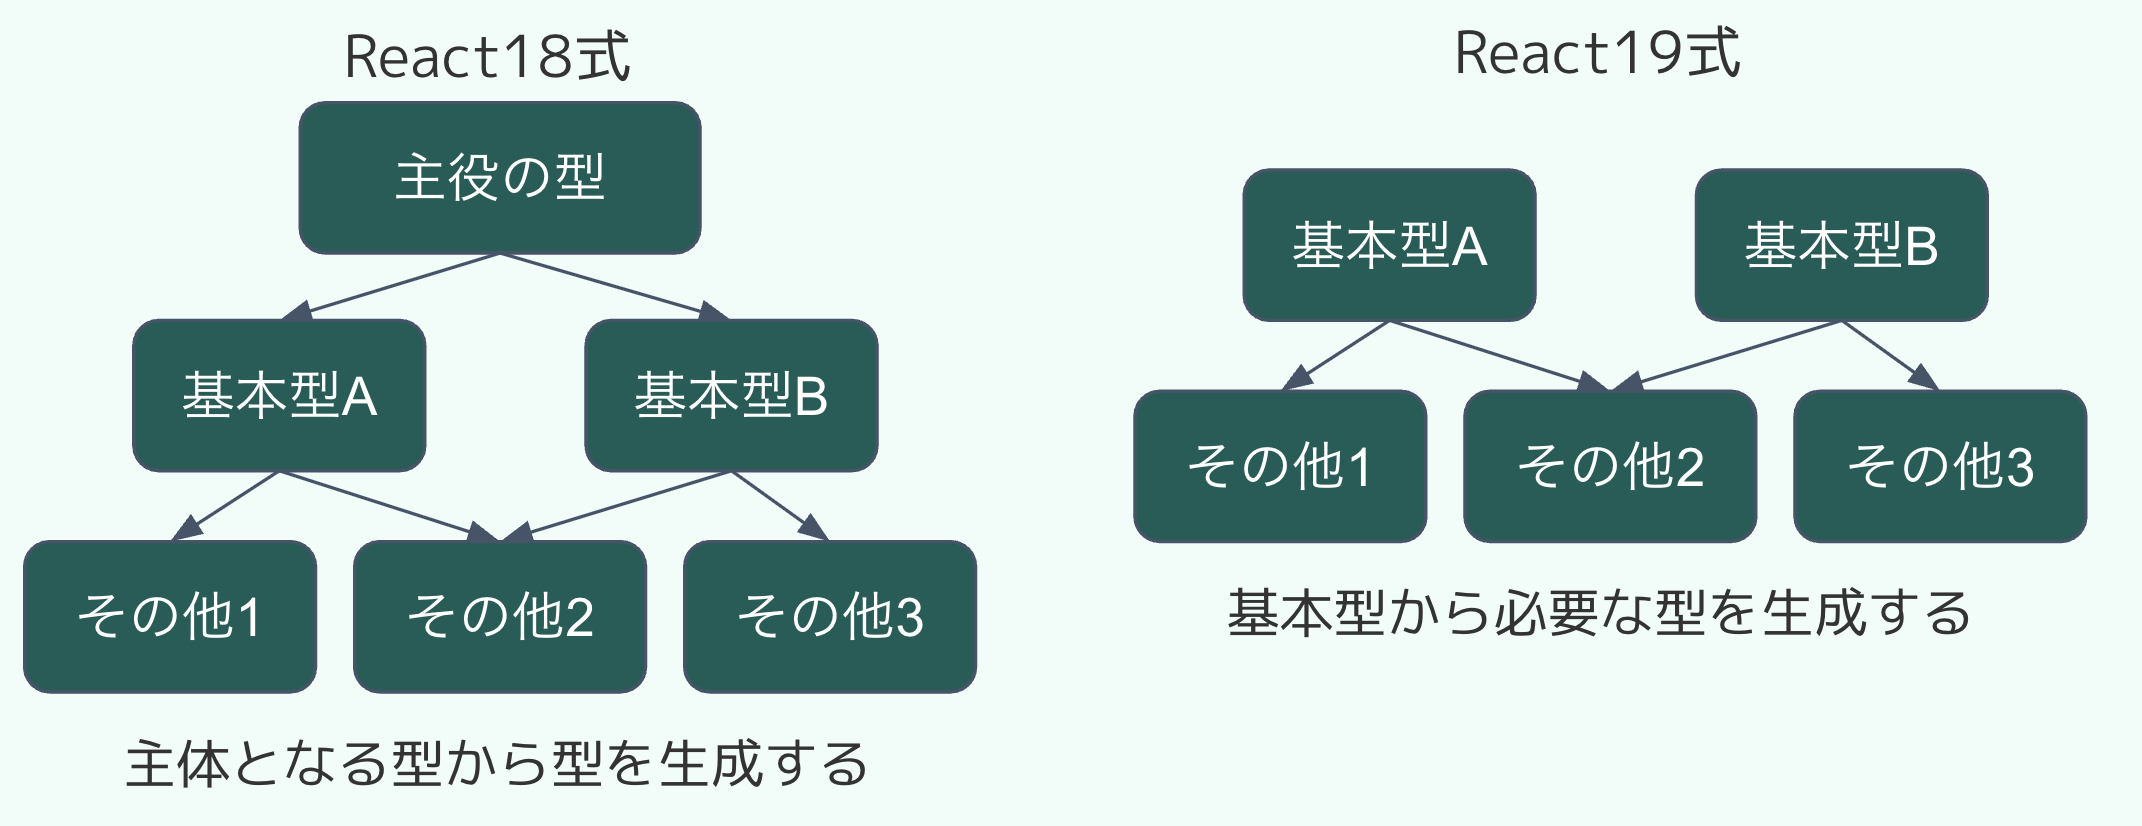 React18式
主役の型
基本型A
基本型B
その他1
その他2
その他3
主体となる型から型を生成する
React19式
基本型A
基本型B
その他1
その他2
その他3
基本型から必要な型を生成する